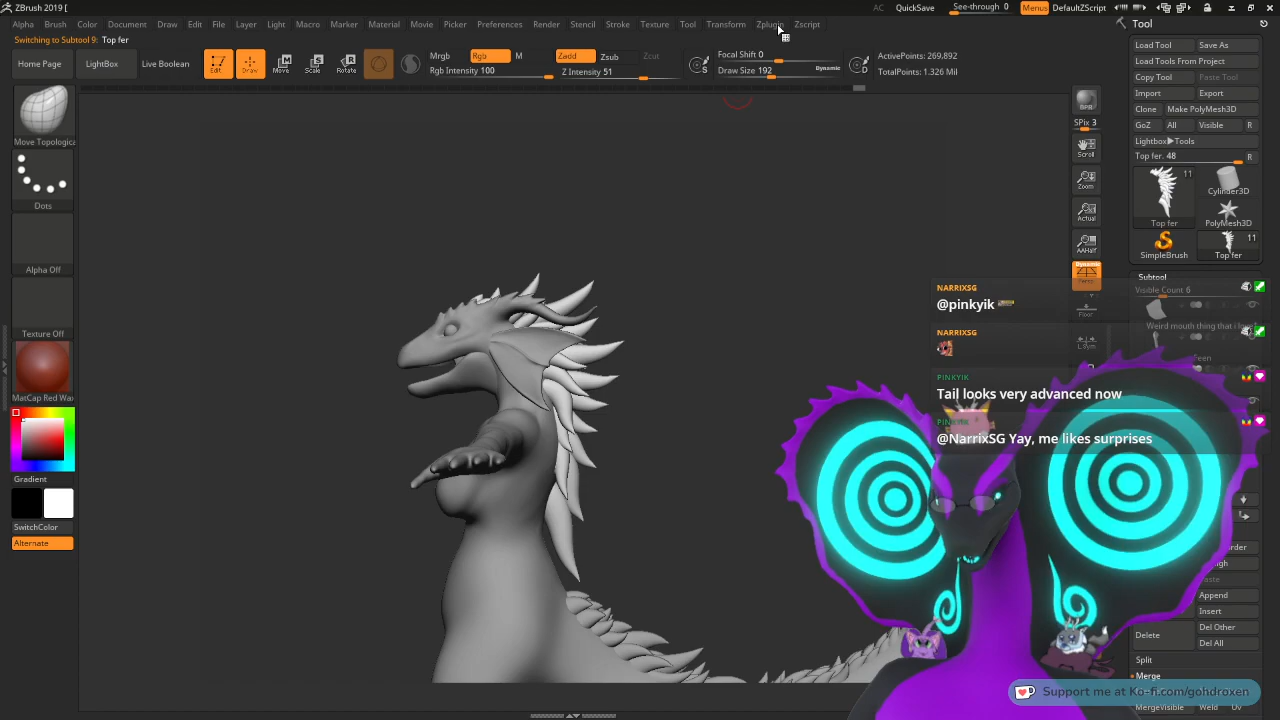 ZBrush 2019 [
AC
QuickSave
See-through 0
Menus
DefaultZScript
Alpha
Brush
Color
Document
Draw
Edit
File
Layer
Light
Macro
Marker
Material
Movie
Picker
Preferences
Render
Stencil
Stroke
Texture
Tool
Transform
Zplugin
Zscript
Tool
Switching to Subtool 9: Top fer
Home Page
LightBox
Live Boolean
Edit
Draw
Move
Scale
Rotate
Mrgb
Rgb
M
Rgb Intensity 100
Zadd
Zsub
Zcut
Z Intensity 51
S
Focal Shift 0
Draw Size 192
Dynamic
D
ActivePoints: 269,892
TotalPoints: 1.326 Mil
Load Tool
Save As
Load Tools From Project
Copy Tool
Paste Tool
Import
Export
Clone
Make PolyMesh3D
GoZ
All
Visible
R
Lightbox▶Tools
Top fer. 48
R
11
Top fer
Cylinder3D
PolyMesh3D
SimpleBrush
11
Top fer
Subtool
Visible Count 6
Move Topologica
Dots
Alpha Off
Texture Off
MatCap Red Wa
Gradient
SwitchColor
Alternate
BPR
SPix 3
Scroll
Zoom
Actual
AAHalf
Dynamic
Persp
Floor
L.Sym
NARRIXSG
@pinkyik
NARRIXSG
PINKYIK
Tail looks very advanced now
PINKYIK
@NarrixSG Yay, me likes surprises
Append
Insert
Delete
Del Other
Del All
Split
Merge
MergeVisible
Weld
Uv
Support me at Ko-fi.com/gohdroxen